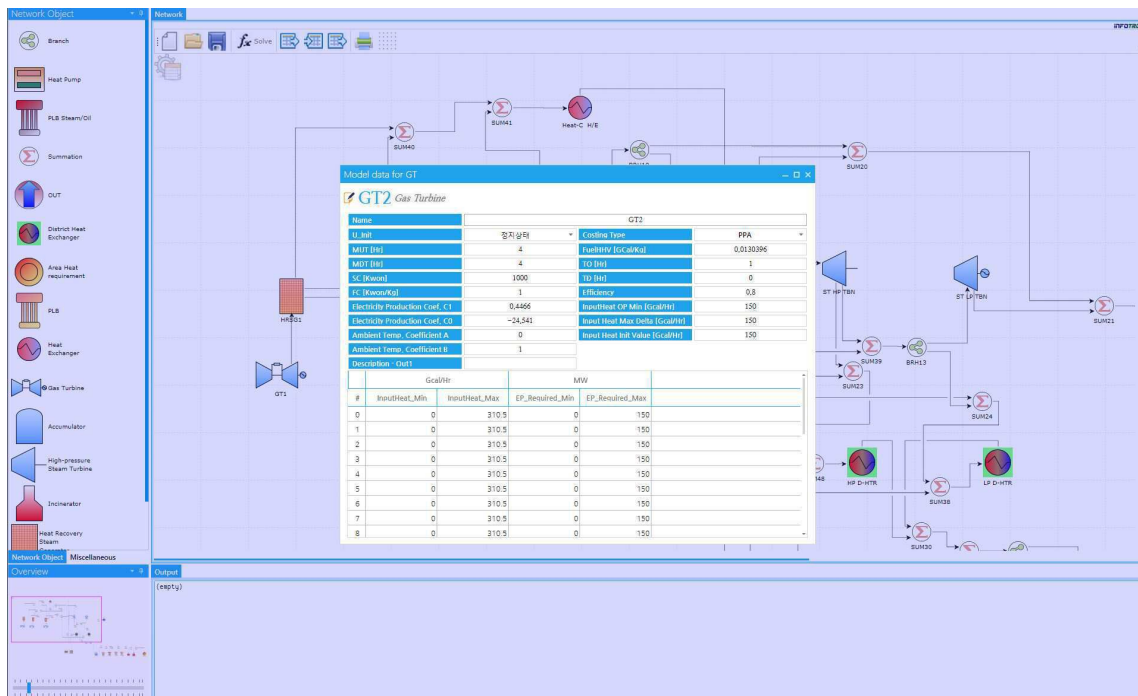 Network Object
Branch
Heat Pump
PLB Steam/Oil
Summation
OUT
District Heat
Exchanger
Area Heat
requirement
PLB
Heat
Exchanger
Gas Turbine
Accumulator
High-pressure
Steam Turbine
Incinerator
Heat Recovery
Steam
Network Object Miscellaneous
Overview
Network
fx Solve
SUM40
SUM41
Heat-C H/E
SUM20
HRSG1
GT1
ST HP TBN
ST LP TBN
SUM21
SUM39
BRH13
SUM23
SUM24
HP D-HTR
LP D-HTR
SUM38
SUM30
Model data for GT
GT2 Gas Turbine
Name GT2
U_Init 정지상태 Costing Type PPA
MUT [Hr] 4 FuelHHV [GCal/Kg] 0,0130396
MDT [Hr] 4 TO [Hr] 1
SC [Kwon] 1000 TD [Hr] 0
FC [Kwon/Kg] 1 Efficiency 0,8
Electricity Production Coef, C1 0,4466 InputHeat OP Min [Gcal/Hr] 150
Electricity Production Coef, C0 -24,541 Input Heat Max Delta [Gcal/Hr] 150
Ambient Temp, Coefficient A 0 Input Heat Init Value [Gcal/Hr] 150
Ambient Temp, Coefficient B 1
Description - Out1
Gcal/Hr MW
# InputHeat_Min InputHeat_Max EP_Required_Min EP_Required_Max
0 0 310.5 0 150
1 0 310.5 0 150
2 0 310.5 0 150
3 0 310.5 0 150
4 0 310.5 0 150
5 0 310.5 0 150
6 0 310.5 0 150
7 0 310.5 0 150
8 0 310.5 0 150
Output
(empty)